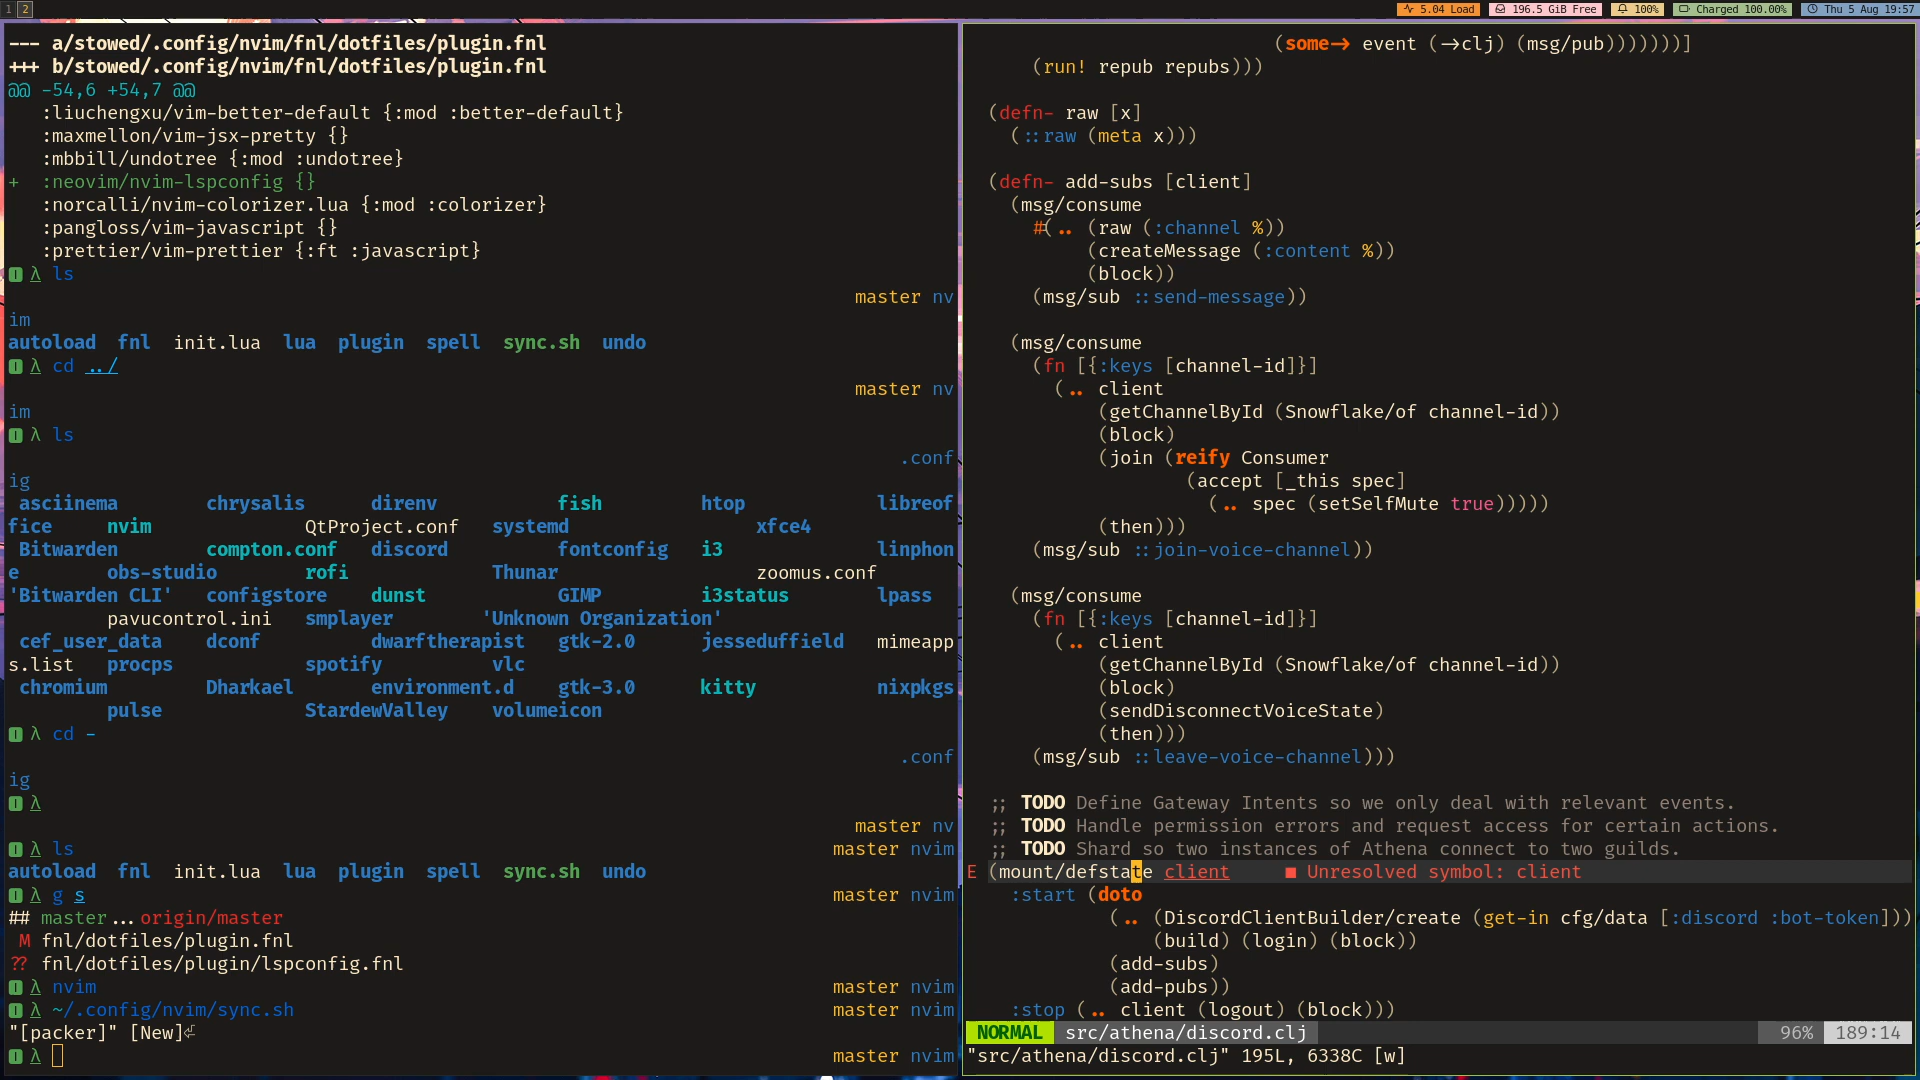 1 2
5.04 Load 196.5 GiB Free 100% Charged 100.00% Thu 5 Aug 19:57
--- a/stowed/.config/nvim/fnl/dotfiles/plugin.fnl
+++ b/stowed/.config/nvim/fnl/dotfiles/plugin.fnl
@@ -54,6 +54,7 @@
:liuchengxu/vim-better-default {:mod :better-default}
:maxmellon/vim-jsx-pretty {}
:mbbill/undotree {:mod :undotree}
+ :neovim/nvim-lspconfig {}
:norcalli/nvim-colorizer.lua {:mod :colorizer}
:pangloss/vim-javascript {}
:prettier/vim-prettier {:ft :javascript}
I λ ls
master nv
im
autoload fnl init.lua lua plugin spell sync.sh undo
I λ cd ../
master nv
im
I λ ls
.conf
ig
asciinema chrysalis direnv fish htop libreof
fice nvim QtProject.conf systemd xfce4
Bitwarden compton.conf discord fontconfig i3 linphon
e obs-studio rofi Thunar zoomus.conf
'Bitwarden CLI' configstore dunst GIMP i3status lpass
pavucontrol.ini smplayer 'Unknown Organization'
cef_user_data dconf dwarftherapist gtk-2.0 jesseduffield mimeapp
s.list procps spotify vlc
chromium Dharkael environment.d gtk-3.0 kitty nixpkgs
pulse StardewValley volumeicon
I λ cd -
.conf
ig
I λ
master nv
I λ ls master nvim
autoload fnl init.lua lua plugin spell sync.sh undo
I λ g s master nvim
## master...origin/master
M fnl/dotfiles/plugin.fnl
?? fnl/dotfiles/plugin/lspconfig.fnl
I λ nvim master nvim
I λ ~/.config/nvim/sync.sh master nvim
"[packer]" [New]⏎
I λ master nvim
(some-> event (->clj) (msg/pub)))))))]
(run! repub repubs)))
(defn- raw [x]
(::raw (meta x)))
(defn- add-subs [client]
(msg/consume
#(.. (raw (:channel %))
(createMessage (:content %))
(block))
(msg/sub ::send-message))
(msg/consume
(fn [{:keys [channel-id]}]
(.. client
(getChannelById (Snowflake/of channel-id))
(block)
(join (reify Consumer
(accept [_this spec]
(.. spec (setSelfMute true)))))
(then)))
(msg/sub ::join-voice-channel))
(msg/consume
(fn [{:keys [channel-id]}]
(.. client
(getChannelById (Snowflake/of channel-id))
(block)
(sendDisconnectVoiceState)
(then)))
(msg/sub ::leave-voice-channel)))
;; TODO Define Gateway Intents so we only deal with relevant events.
;; TODO Handle permission errors and request access for certain actions.
;; TODO Shard so two instances of Athena connect to two guilds.
E (mount/defstate client ■ Unresolved symbol: client
:start (doto
(.. (DiscordClientBuilder/create (get-in cfg/data [:discord :bot-token]))
(build) (login) (block))
(add-subs)
(add-pubs))
:stop (.. client (logout) (block)))
NORMAL src/athena/discord.clj 96% 189:14
"src/athena/discord.clj" 195L, 6338C [w]